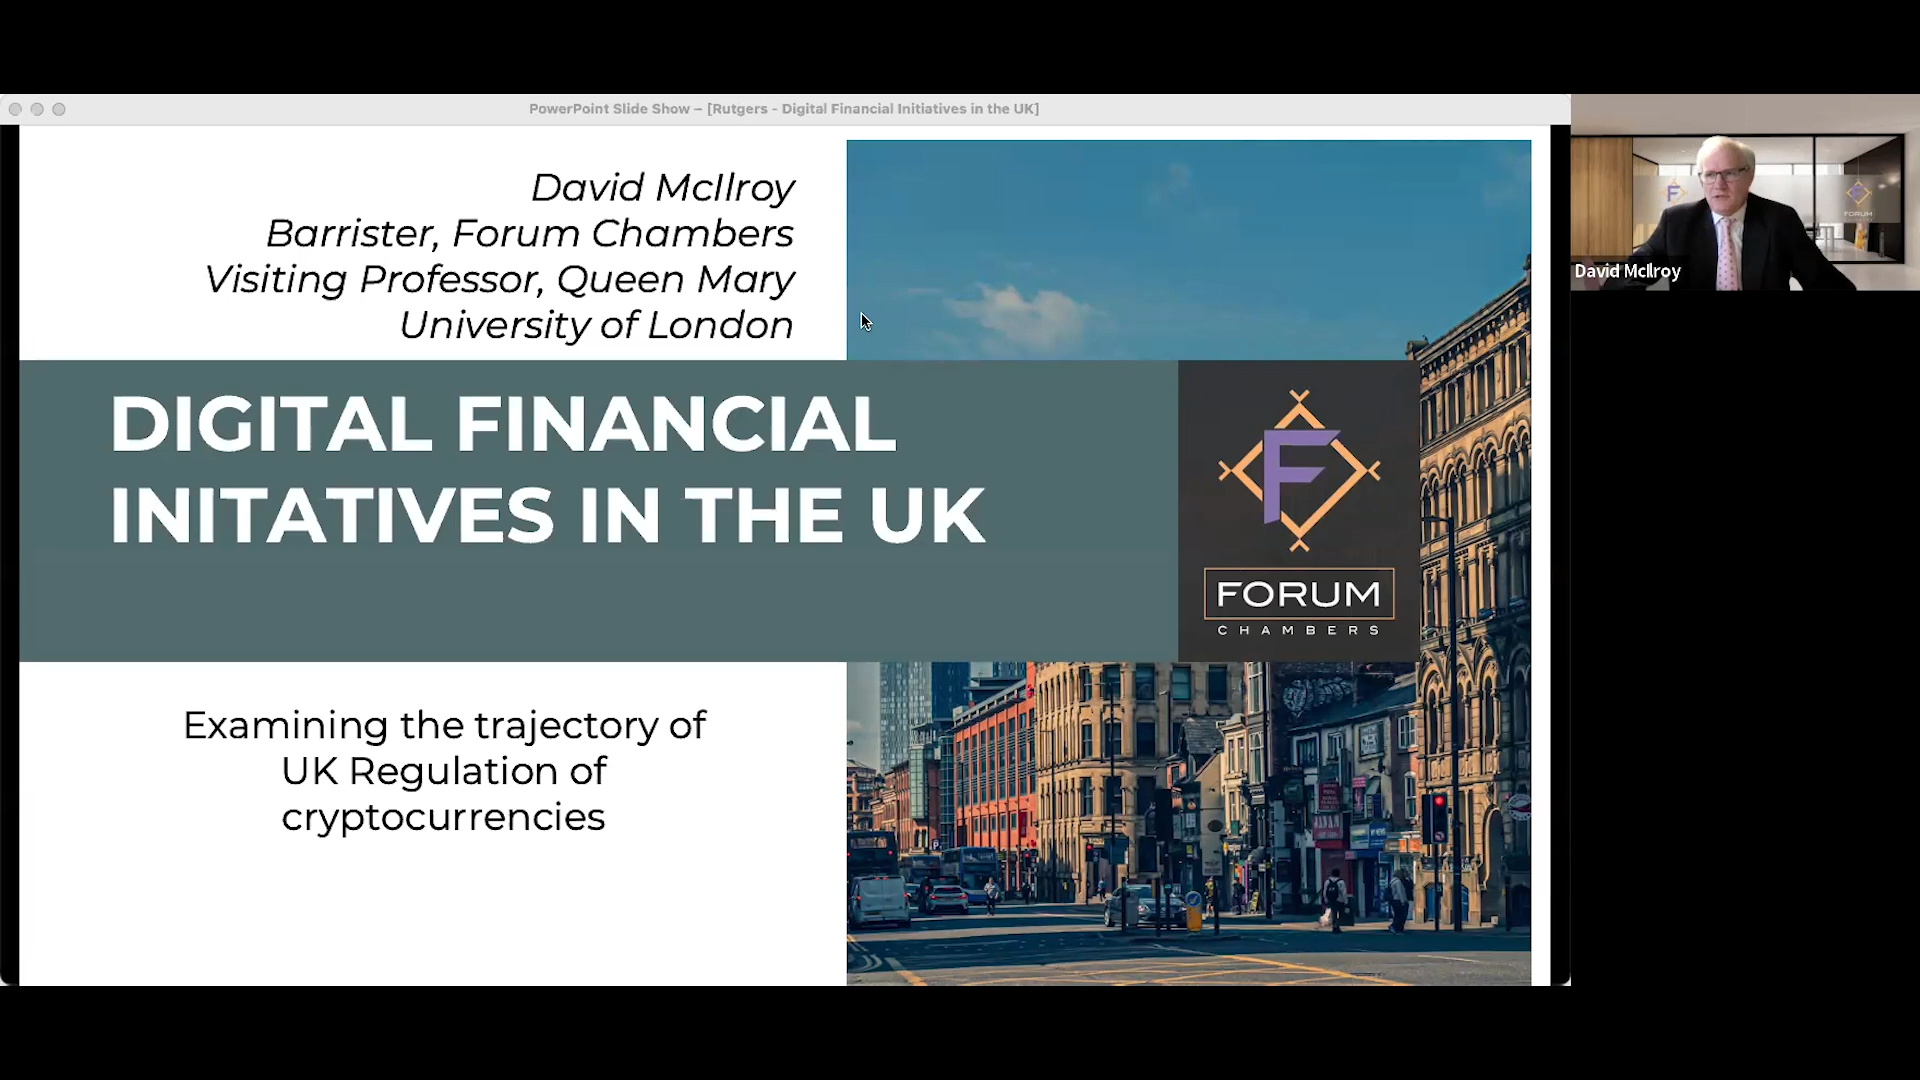 PowerPoint Slide Show – [Rutgers - Digital Financial Initiatives in the UK]
David McIlroy
Barrister, Forum Chambers
Visiting Professor, Queen Mary
University of London
DIGITAL FINANCIAL
INITATIVES IN THE UK
F
FORUM
CHAMBERS
Examining the trajectory of
UK Regulation of
cryptocurrencies
F
F
FORUM
David McIlroy